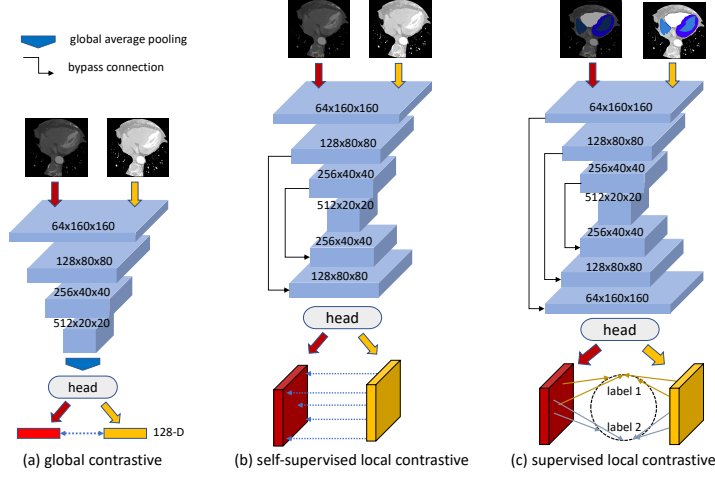 global average pooling
bypass connection
64x160x160
128x80x80
256x40x40
512x20x20
head
128-D
(a) global contrastive
64x160x160
128x80x80
256x40x40
512x20x20
256x40x40
128x80x80
head
(b) self-supervised local contrastive
64x160x160
128x80x80
256x40x40
512x20x20
256x40x40
128x80x80
64x160x160
head
label 1
label 2
(c) supervised local contrastive